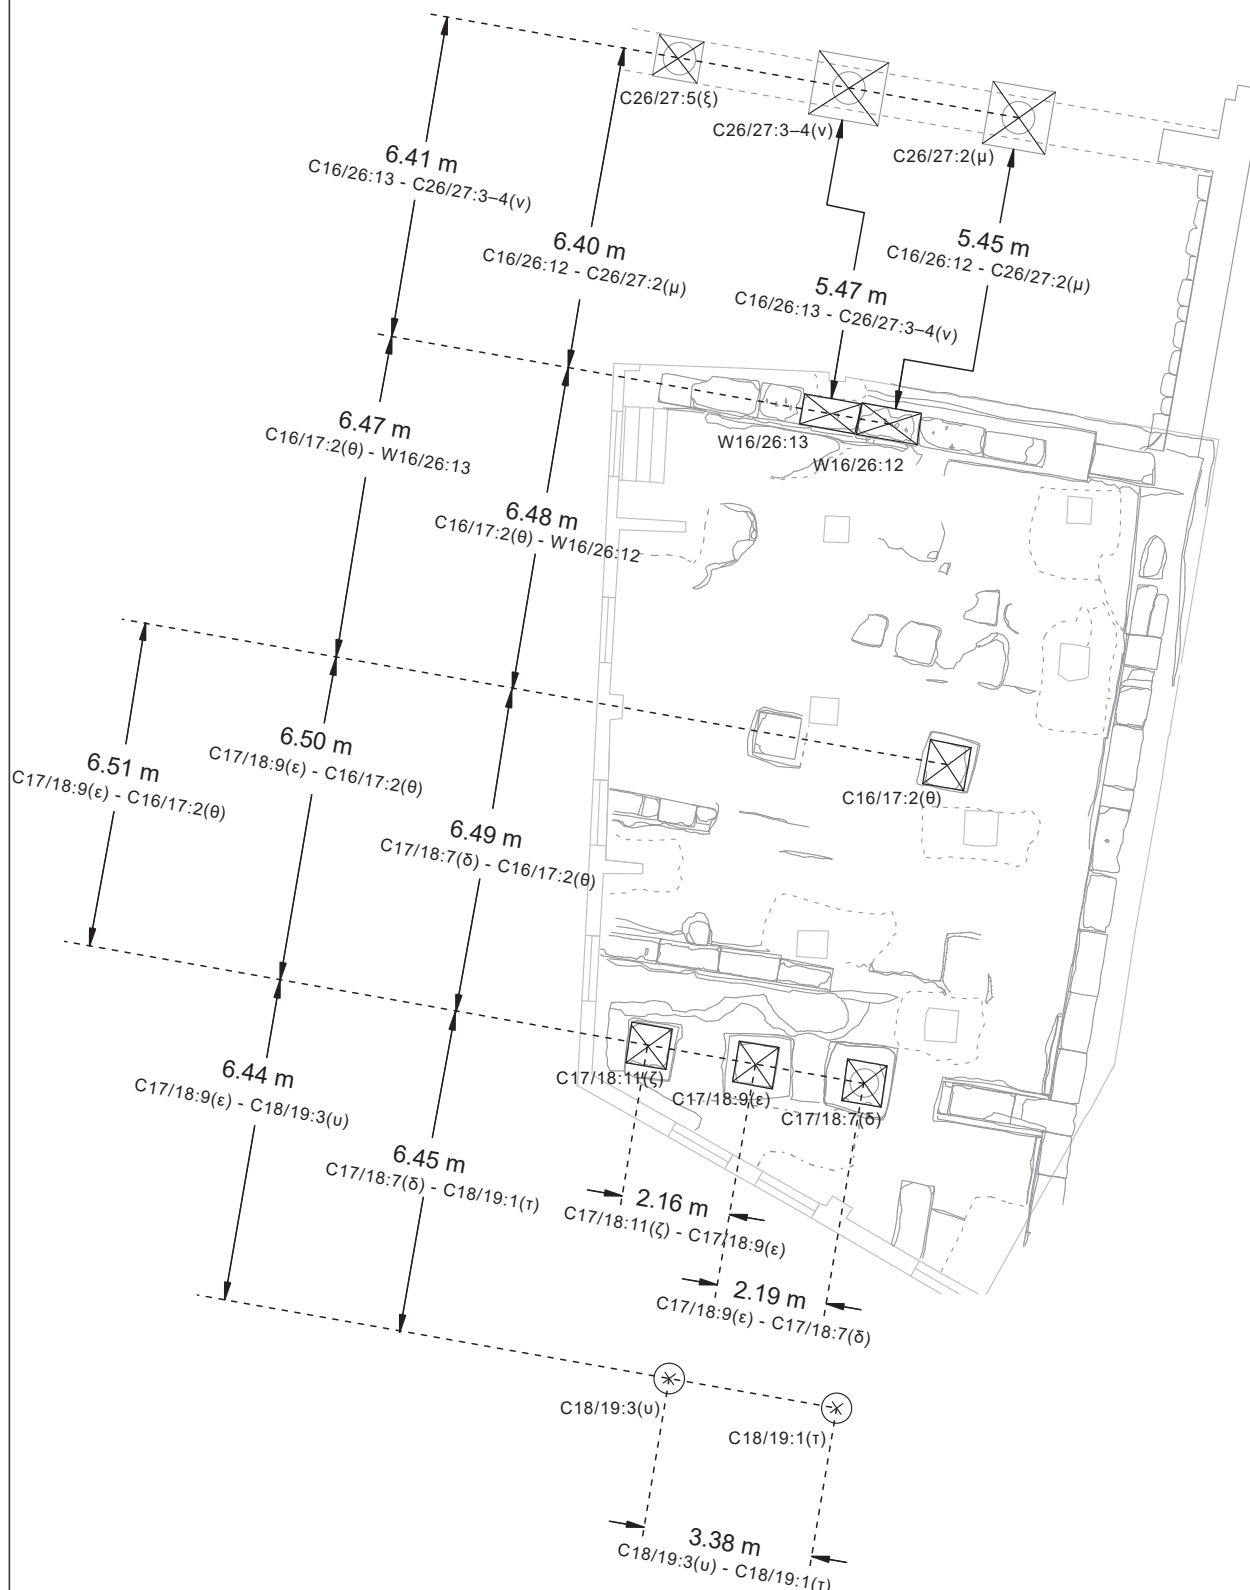 C26/27:5(ξ)
C26/27:3–4(ν)
C26/27:2(μ)
6.41 m
C16/26:13 - C26/27:3–4(ν)
6.40 m
C16/26:12 - C26/27:2(μ)
5.45 m
C16/26:12 - C26/27:2(μ)
5.47 m
C16/26:13 - C26/27:3–4(ν)
6.47 m
C16/17:2(θ) - W16/26:13
W16/26:13
W16/26:12
6.48 m
C16/17:2(θ) - W16/26:12
6.51 m
C17/18:9(ε) - C16/17:2(θ)
6.50 m
C17/18:9(ε) - C16/17:2(θ)
C16/17:2(θ)
6.49 m
C17/18:7(δ) - C16/17:2(θ)
6.44 m
C17/18:9(ε) - C18/19:3(υ)
C17/18:11(ζ)
C17/18:9(ε)
C17/18:7(δ)
6.45 m
C17/18:7(δ) - C18/19:1(τ)
2.16 m
C17/18:11(ζ) - C17/18:9(ε)
2.19 m
C17/18:9(ε) - C17/18:7(δ)
C18/19:3(υ)
C18/19:1(τ)
3.38 m
C18/19:3(υ) - C18/19:1(τ)